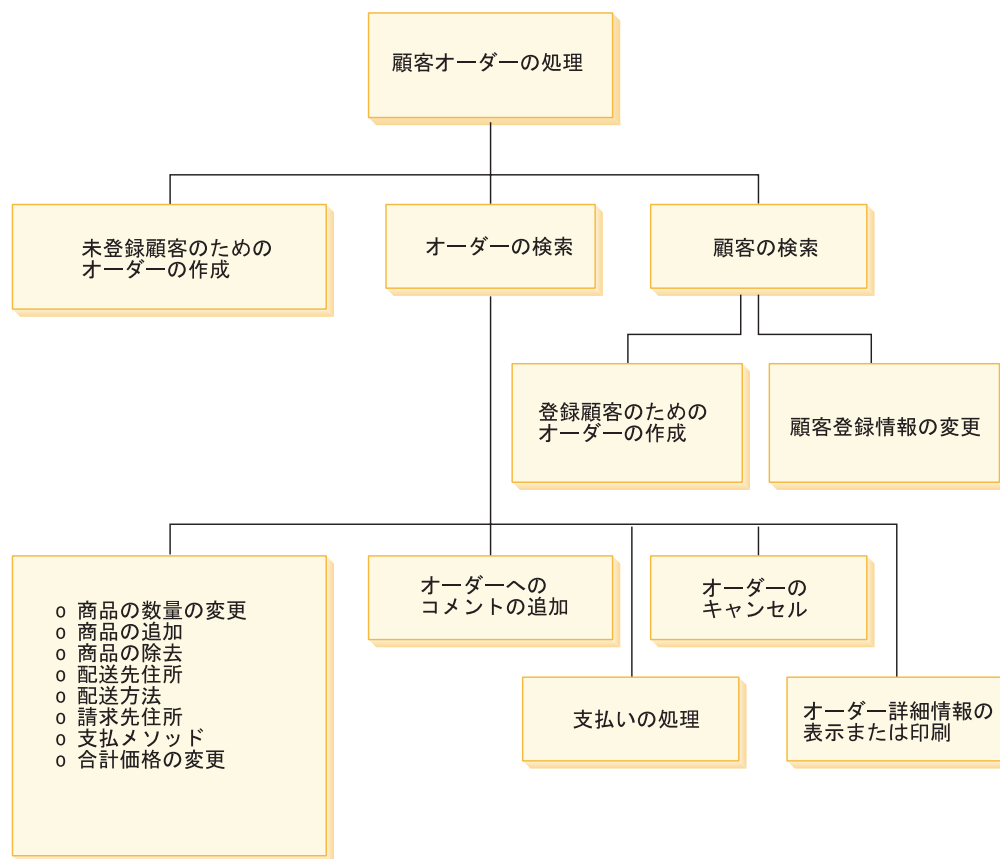 顧客オーダーの処理
未登録顧客のための
オーダーの作成
オーダーの検索
顧客の検索
登録顧客のための
オーダーの作成
顧客登録情報の変更
o 商品の数量の変更
o 商品の追加
o 商品の除去
o 配送先住所
o 配送方法
o 請求先住所
o 支払メソッド
o 合計価格の変更
オーダーへの
コメントの追加
オーダーの
キャンセル
支払いの処理
オーダー詳細情報の
表示または印刷